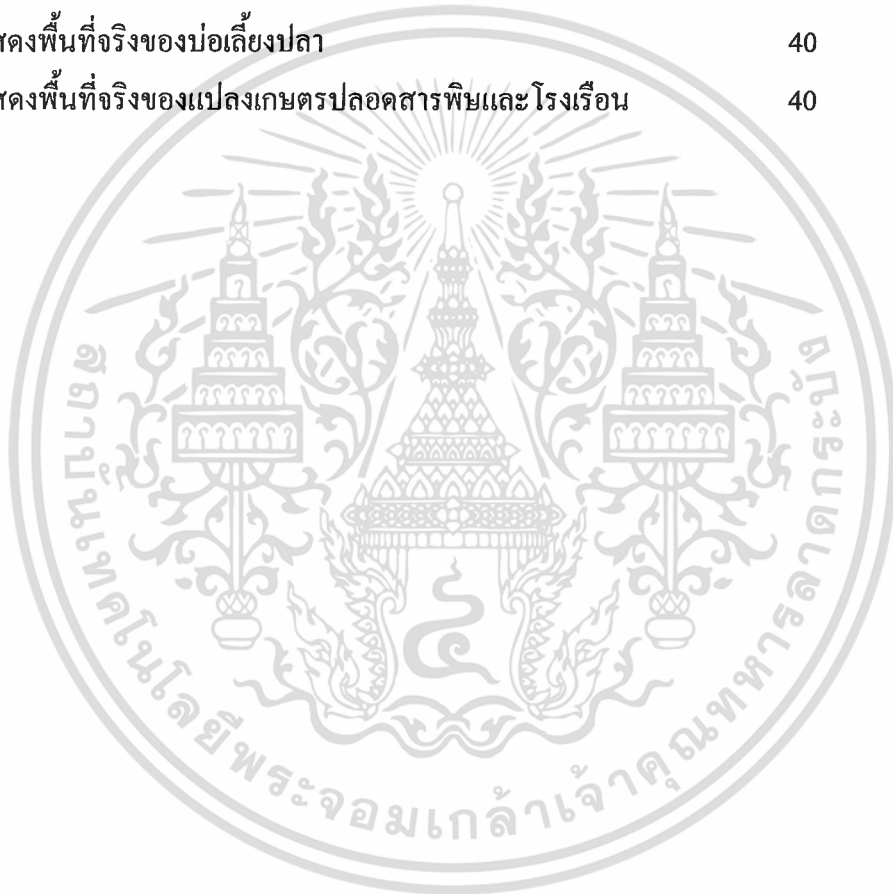 สดงพื้นที่จริงของบ่อเลี้ยงปลา 40
สดงพื้นที่จริงของแปลงเกษตรปลอดสารพิษและโรงเรือน 40
สถาบันเทคโนโลยีพระจอมเกล้าเจ้าคุณทหารลาดกระบัง
๔